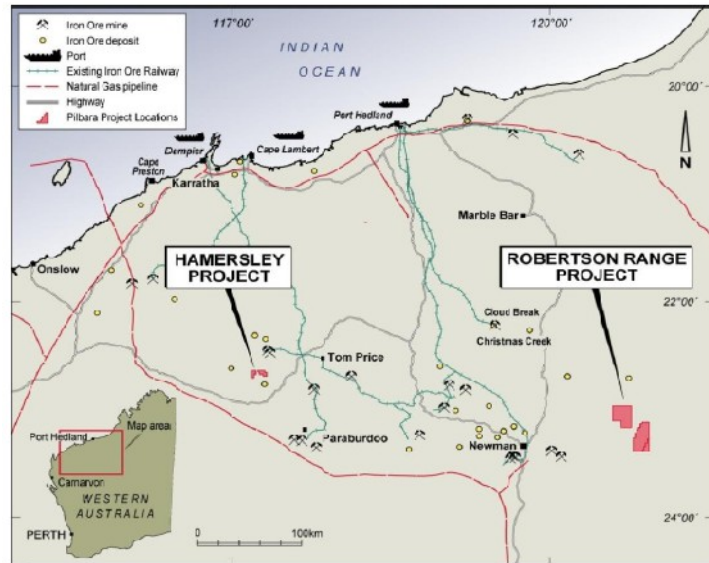 117°00'
120°00'
Iron Ore mine
Iron Ore deposit
Port
Existing Iron Ore Railway
Natural Gas pipeline
Highway
Pilbara Project Locations
INDIAN
OCEAN
20°00'
Port Hedland
Dampier
Cape Lambert
Cape
Preston
Karratha
N
Marble Bar
HAMERSLEY
PROJECT
ROBERTSON RANGE
PROJECT
Onslow
22°00'
Cloud Break
Christmas Creek
Tom Price
Paraburdoo
Newman
Port Hedland
Map area
Carnarvon
WESTERN
AUSTRALIA
PERTH
0
100km
24°00'